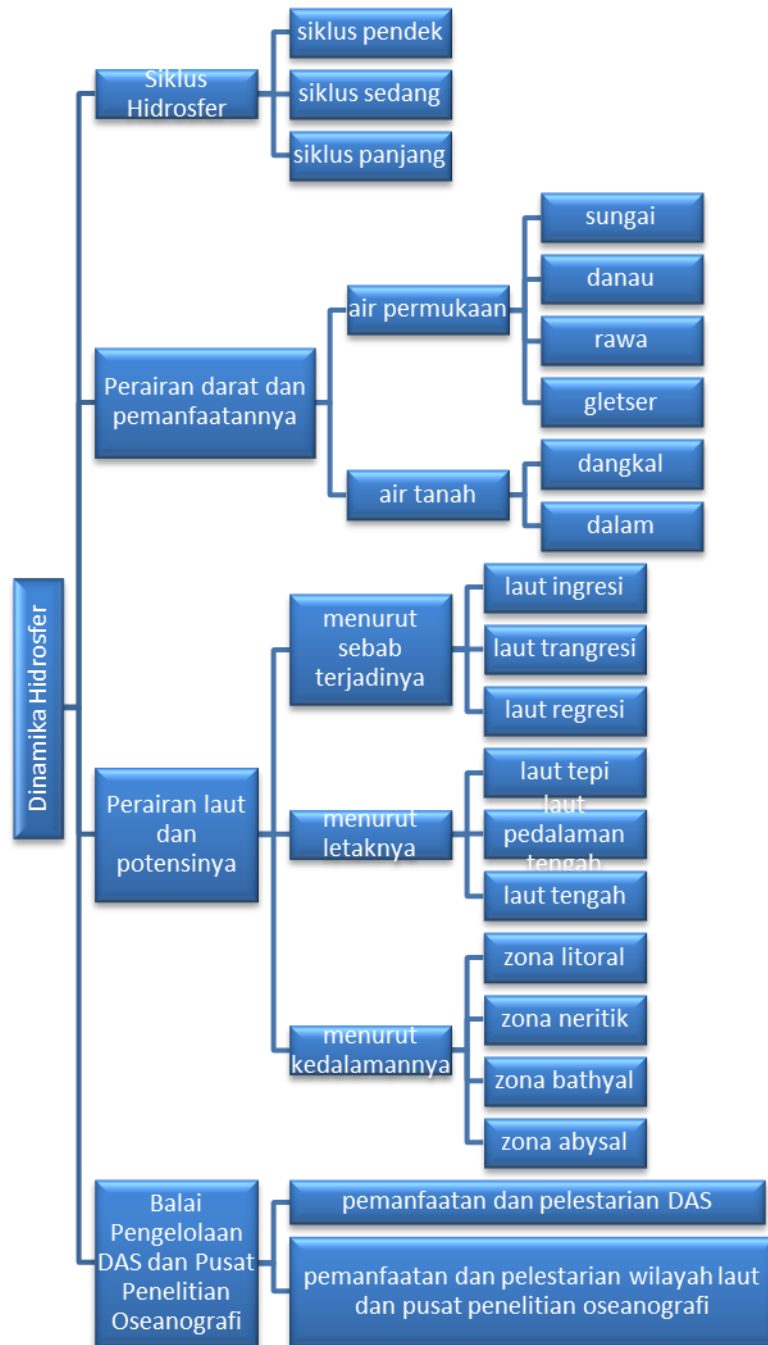 Dinamika Hidrosfer
Siklus
Hidrosfer
siklus pendek
siklus sedang
siklus panjang
Perairan darat dan
pemanfaatannya
air permukaan
sungai
danau
rawa
gletser
air tanah
dangkal
dalam
Perairan laut
dan
potensinya
menurut
sebab
terjadinya
laut ingresi
laut trangresi
laut regresi
menurut
letaknya
laut tepi
laut
pedalaman
tengah
laut tengah
menurut
kedalamannya
zona litoral
zona neritik
zona bathyal
zona abysal
Balai
Pengelolaan
DAS dan Pusat
Penelitian
Oseanografi
pemanfaatan dan pelestarian DAS
pemanfaatan dan pelestarian wilayah laut
dan pusat penelitian oseanografi